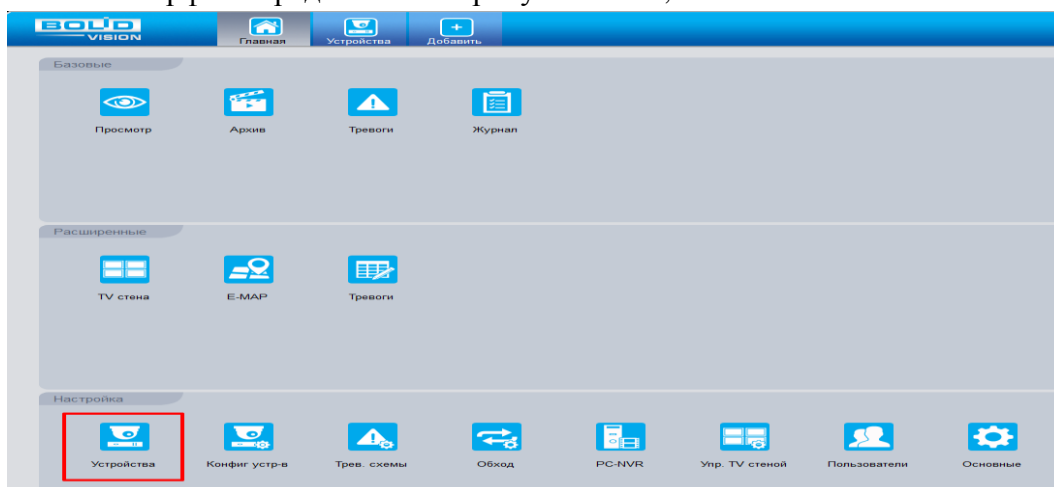 BOLID
VISION
Главная
Устройства
Добавить
Базовые
Просмотр
Архив
Тревоги
Журнал
Расширенные
TV стена
E-MAP
Тревоги
Настройка
Устройства
Конфиг устр-в
Трев. схемы
Обход
PC-NVR
Упр. TV стеной
Пользователи
Основные